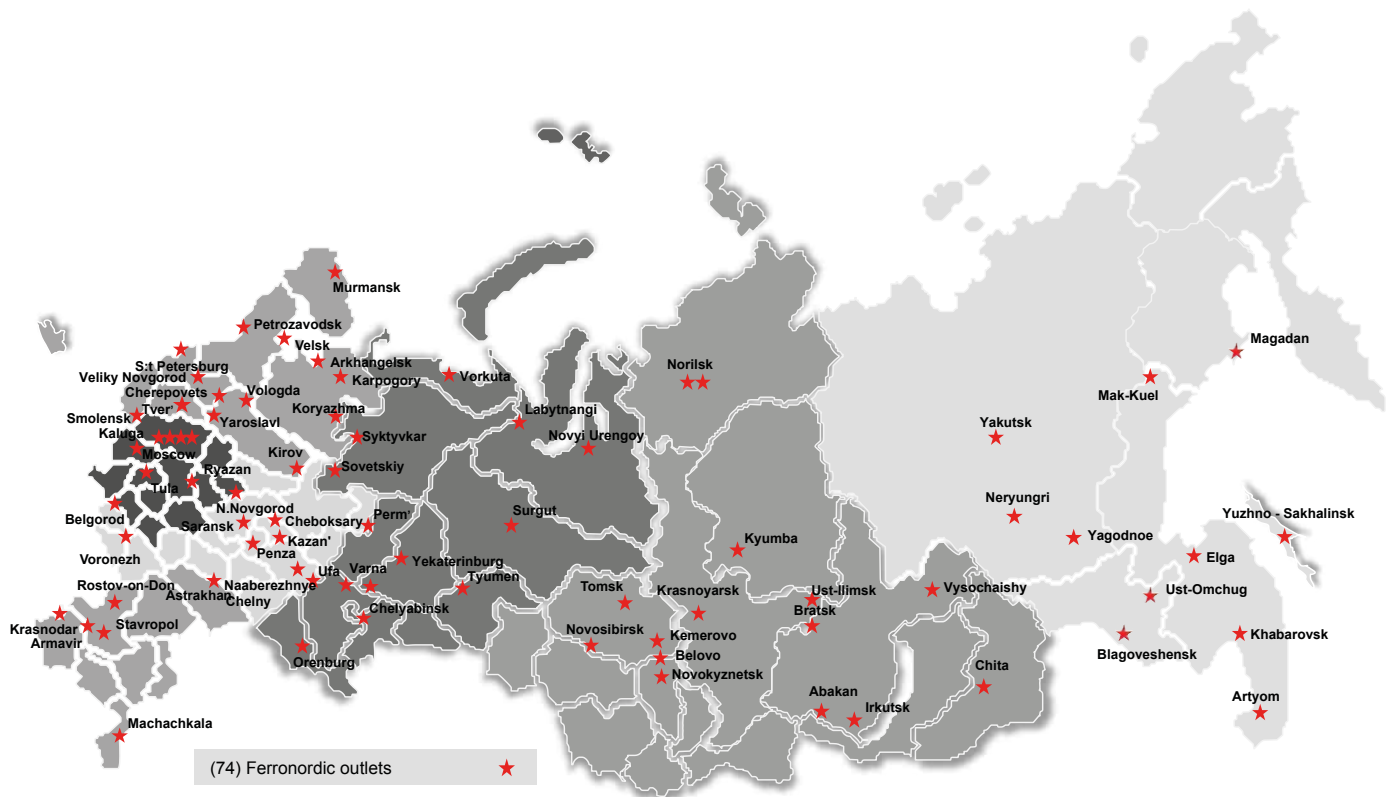 Murmansk
Petrozavodsk
Velsk
Arkhangelsk
S:t Petersburg
Veliky Novgorod
Karpogory
Vorkuta
Cherepovets
Vologda
Tver'
Koryazhma
Smolensk
Yaroslavl
Kaluga
Syktyvkar
Moscow
Kirov
Sovetskiy
Ryazan
Tula
N.Novgorod
Belgorod
Saransk
Cheboksary
Perm'
Kazan'
Voronezh
Penza
Yekaterinburg
Ufa
Varna
Tyumen
Rostov-on-Don
Naaberezhnye
Chelny
Astrakhan
Chelyabinsk
Krasnodar
Armavir
Stavropol
Orenburg
Machachkala
Labytnangi
Novyi Urengoy
Surgut
Norilsk
Kyumba
Tomsk
Krasnoyarsk
Novosibirsk
Kemerovo
Belovo
Novokyznetsk
Ust-Ilimsk
Bratsk
Vysochaishy
Abakan
Irkutsk
Chita
Yakutsk
Neryungri
Yagodnoe
Mak-Kuel
Magadan
Yuzhno - Sakhalinsk
Elga
Ust-Omchug
Blagoveshensk
Khabarovsk
Artyom
(74) Ferronordic outlets